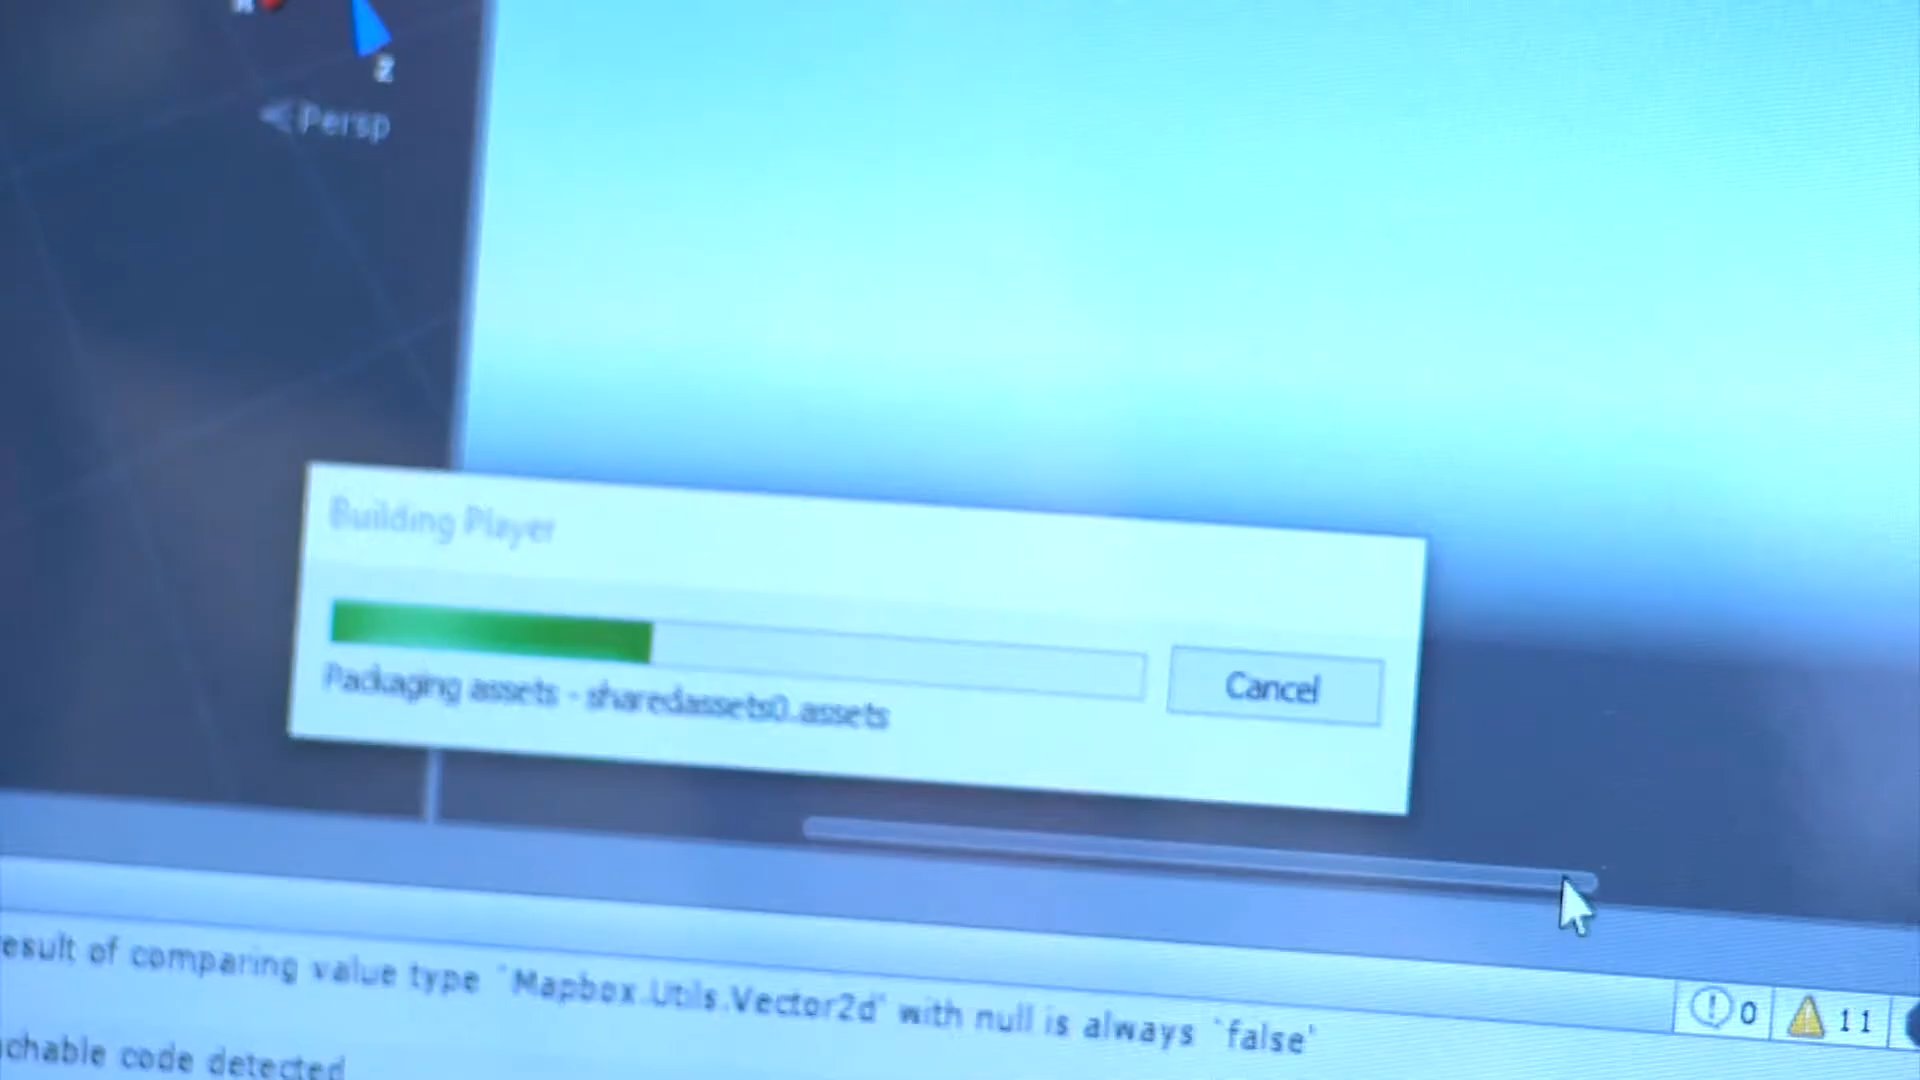 z
Persp
Building Player
Packaging assets - sharedassets0.assets
Cancel
esult of comparing value type `Mapbox.Utils.Vector2d' with null is always `false'
0
11
chable code detected